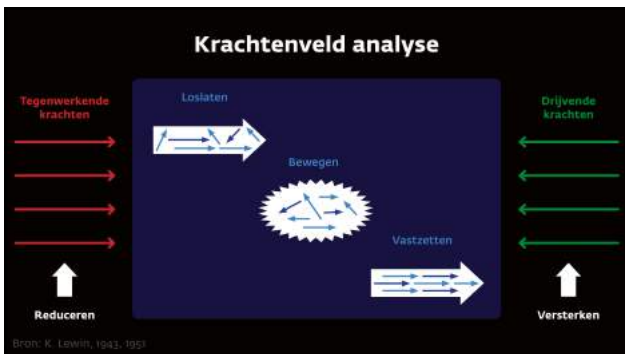 Krachtenveld analyse
Tegenwerkende
krachten
Loslaten
Drijvende
krachten
Bewegen
Vastzetten
Reduceren
Versterken
Bron: K. Lewin, 1943, 1951